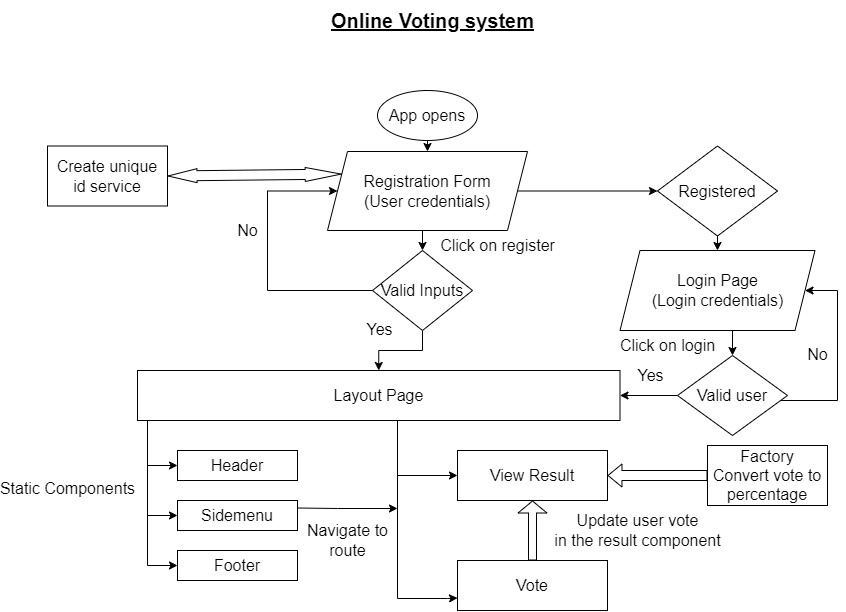 Online Voting system
App opens
Create unique
id service
Registration Form
(User credentials)
Registered
No
Click on register
Valid Inputs
Login Page
(Login credentials)
Yes
Click on login
No
Layout Page
Yes
Valid user
Static Components
Header
Sidemenu
Footer
Navigate to
route
View Result
Factory
Convert vote to
percentage
Update user vote
in the result component
Vote